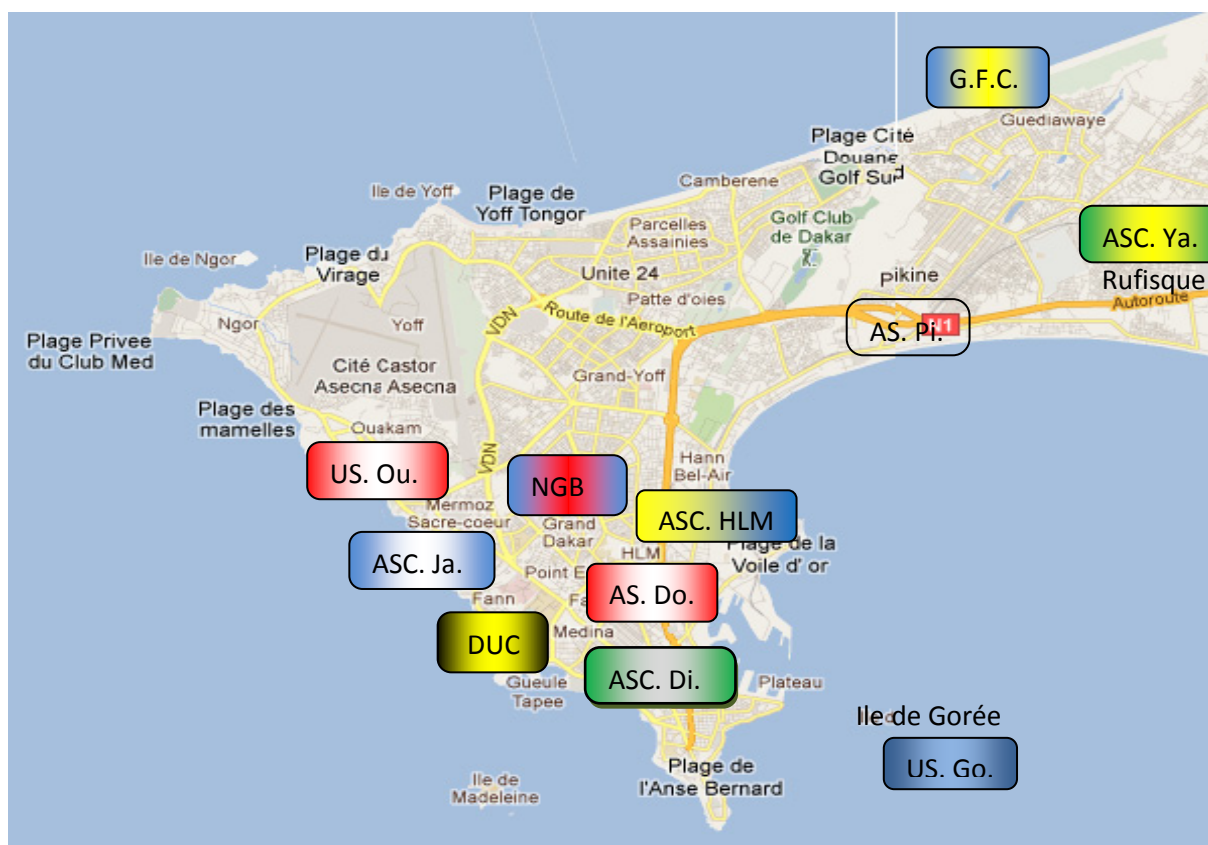 G.F.C.
Guediawaye
Plage Cité
Douane
Golf Sud
Ile de Yoff
Plage de
Yoff Tongor
Camberene
Parcelles
Assainies
Golf Club
de Dakar
ASC. Ya.
Rufisque
Autoroute
Ile de Ngor
Plage du
Virage
Unite 24
Pikine
Patte d'oies
Plage Privee
du Club Med
Ngor
Yoff
VDN
Route de l'Aeroport
AS. Pi.
N1
Cité Castor
Asecna Asecna
Grand-Yoff
Plage des
mamelles
Ouakam
US. Ou.
VDN
NGB
Hann
Bel-Air
Mermoz
Sacre-coeur
Grand
Dakar
ASC. HLM
HLM
Plage de la
Voile d' or
ASC. Ja.
Point E
Fann
Fa
AS. Do.
DUC
Medina
Gueule
Tapee
ASC. Di.
Plateau
Ile de Gorée
US. Go.
Plage de
l'Anse Bernard
Ile de
Madeleine